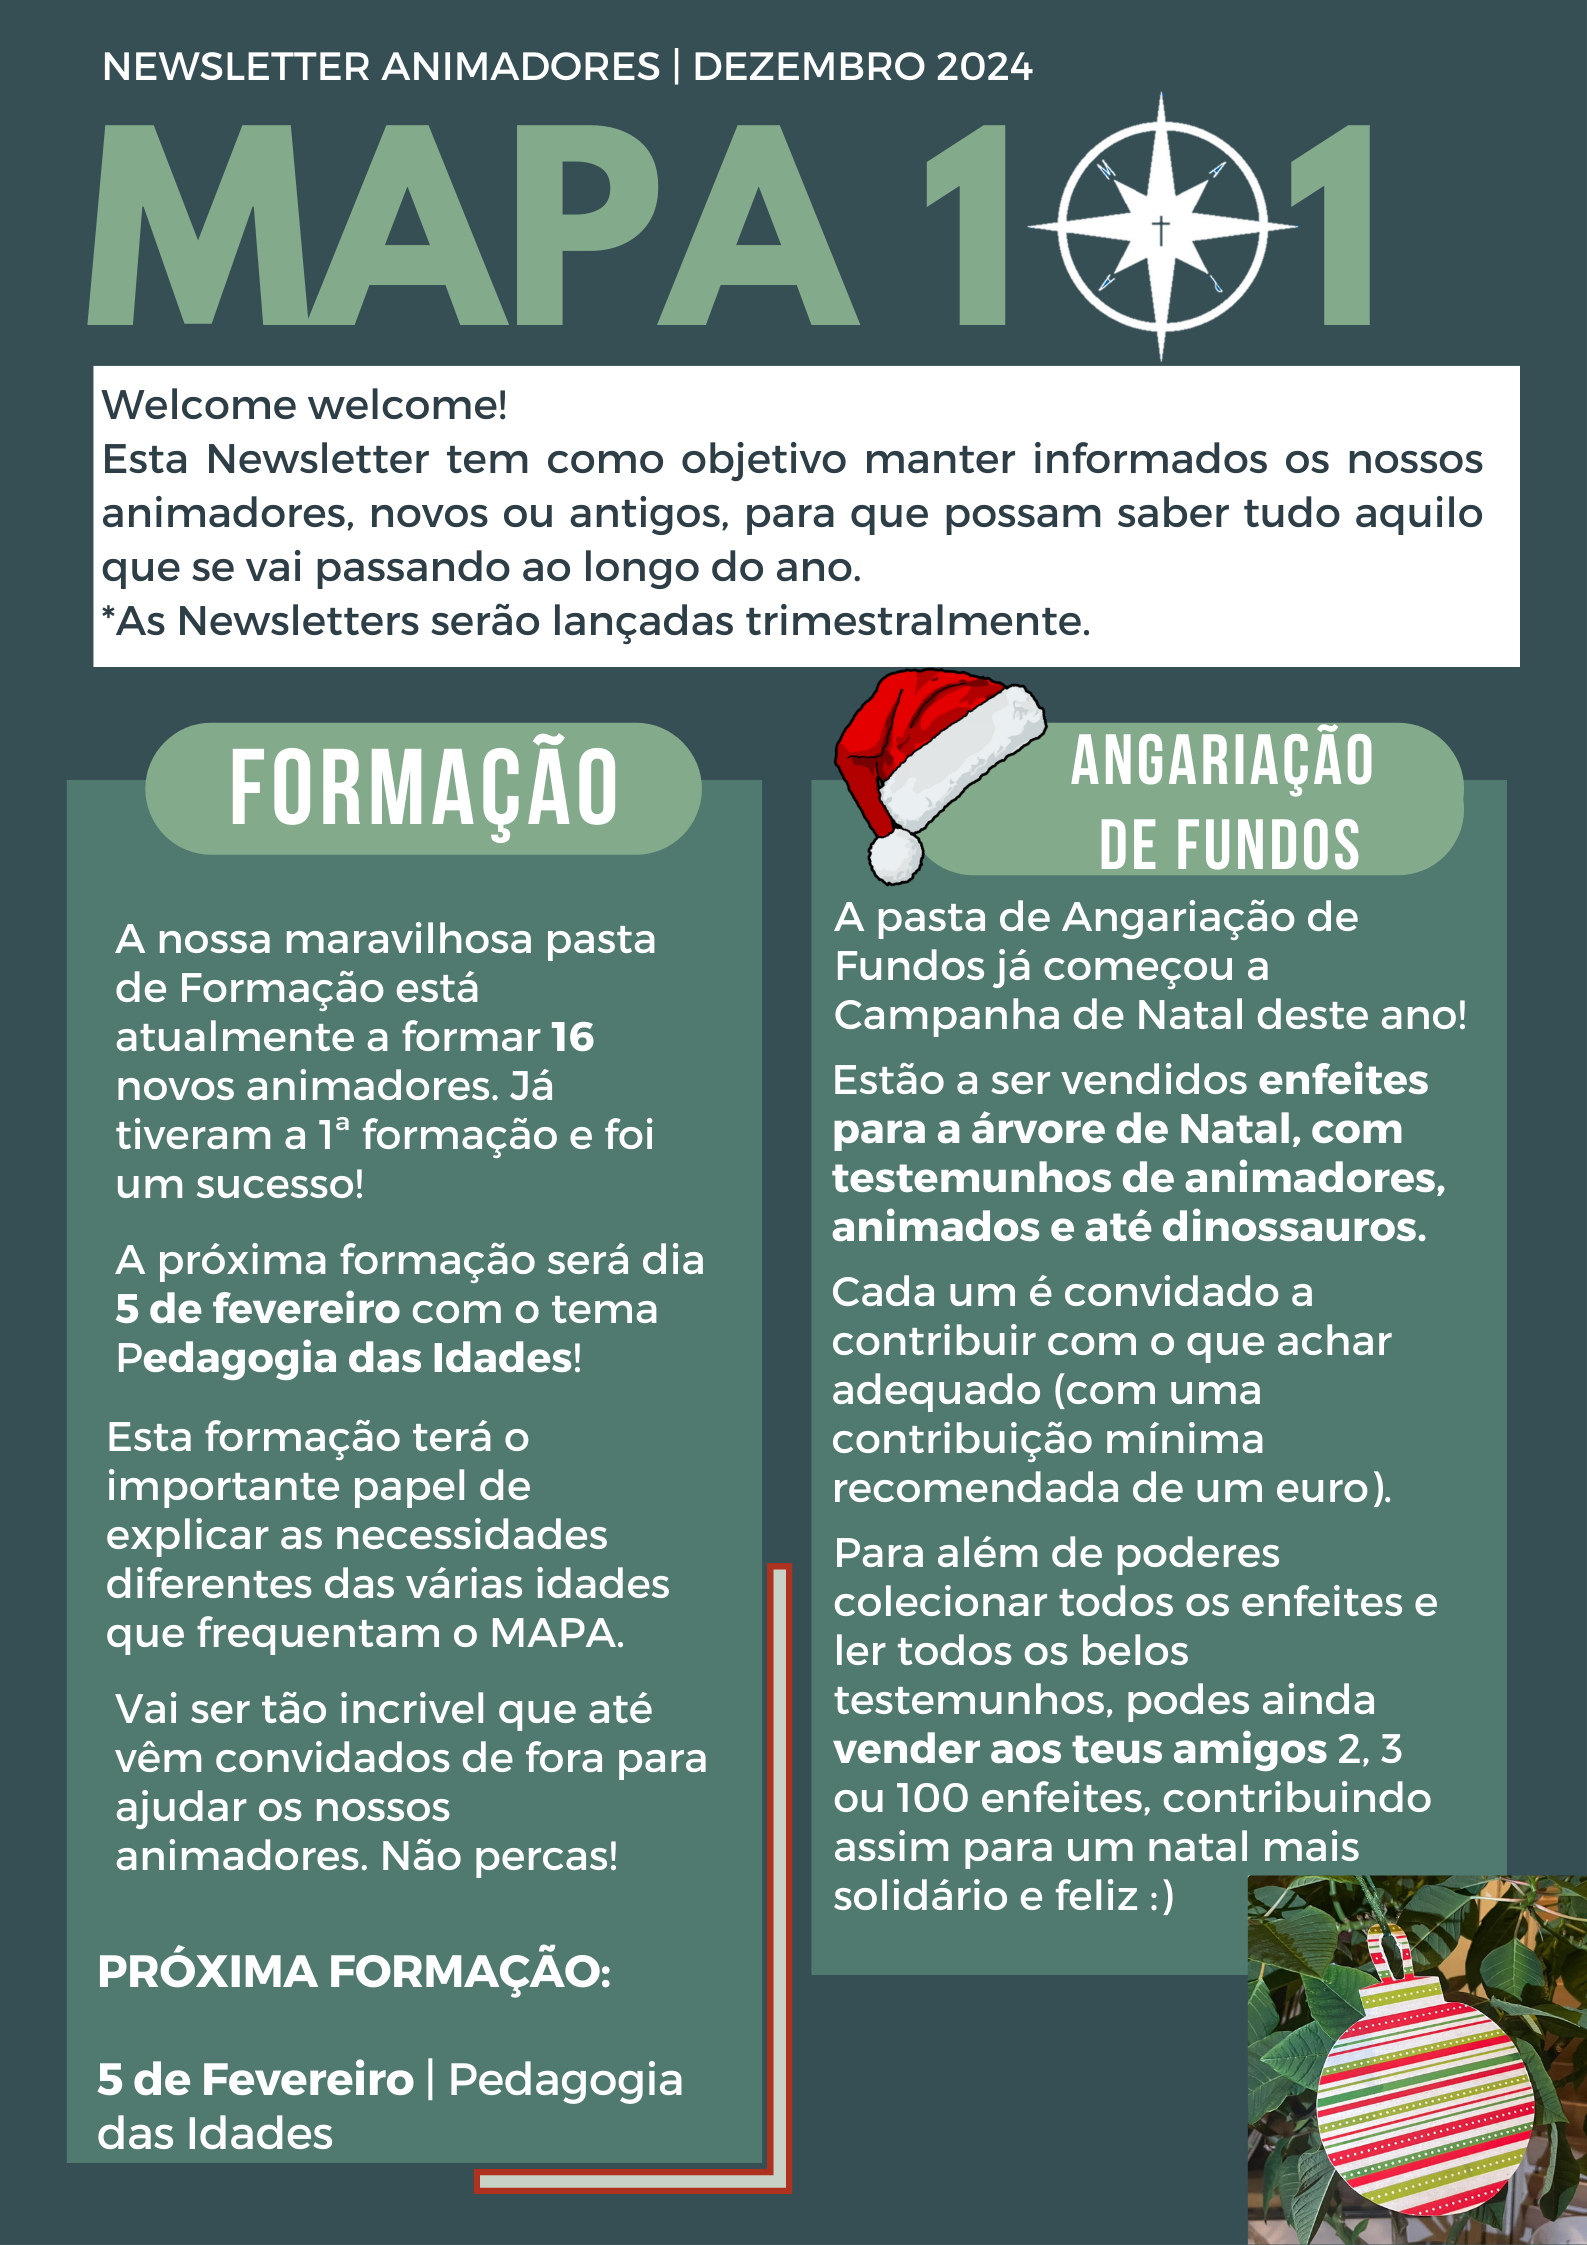 NEWSLETTER ANIMADORES | DEZEMBRO 2024
MAPA 1 1
M A P A
Welcome welcome!
Esta Newsletter tem como objetivo manter informados os nossos
animadores, novos ou antigos, para que possam saber tudo aquilo
que se vai passando ao longo do ano.
*As Newsletters serão lançadas trimestralmente.
FORMAÇÃO
A nossa maravilhosa pasta
de Formação está
atualmente a formar 16
novos animadores. Já
tiveram a 1ª formação e foi
um sucesso!
A próxima formação será dia
5 de fevereiro com o tema
Pedagogia das Idades!
Esta formação terá o
importante papel de
explicar as necessidades
diferentes das várias idades
que frequentam o MAPA.
Vai ser tão incrivel que até
vêm convidados de fora para
ajudar os nossos
animadores. Não percas!
PRÓXIMA FORMAÇÃO:
5 de Fevereiro | Pedagogia
das Idades
ANGARIAÇÃO
DE FUNDOS
A pasta de Angariação de
Fundos já começou a
Campanha de Natal deste ano!
Estão a ser vendidos enfeites
para a árvore de Natal, com
testemunhos de animadores,
animados e até dinossauros.
Cada um é convidado a
contribuir com o que achar
adequado (com uma
contribuição mínima
recomendada de um euro).
Para além de poderes
colecionar todos os enfeites e
ler todos os belos
testemunhos, podes ainda
vender aos teus amigos 2, 3
ou 100 enfeites, contribuindo
assim para um natal mais
solidário e feliz :)